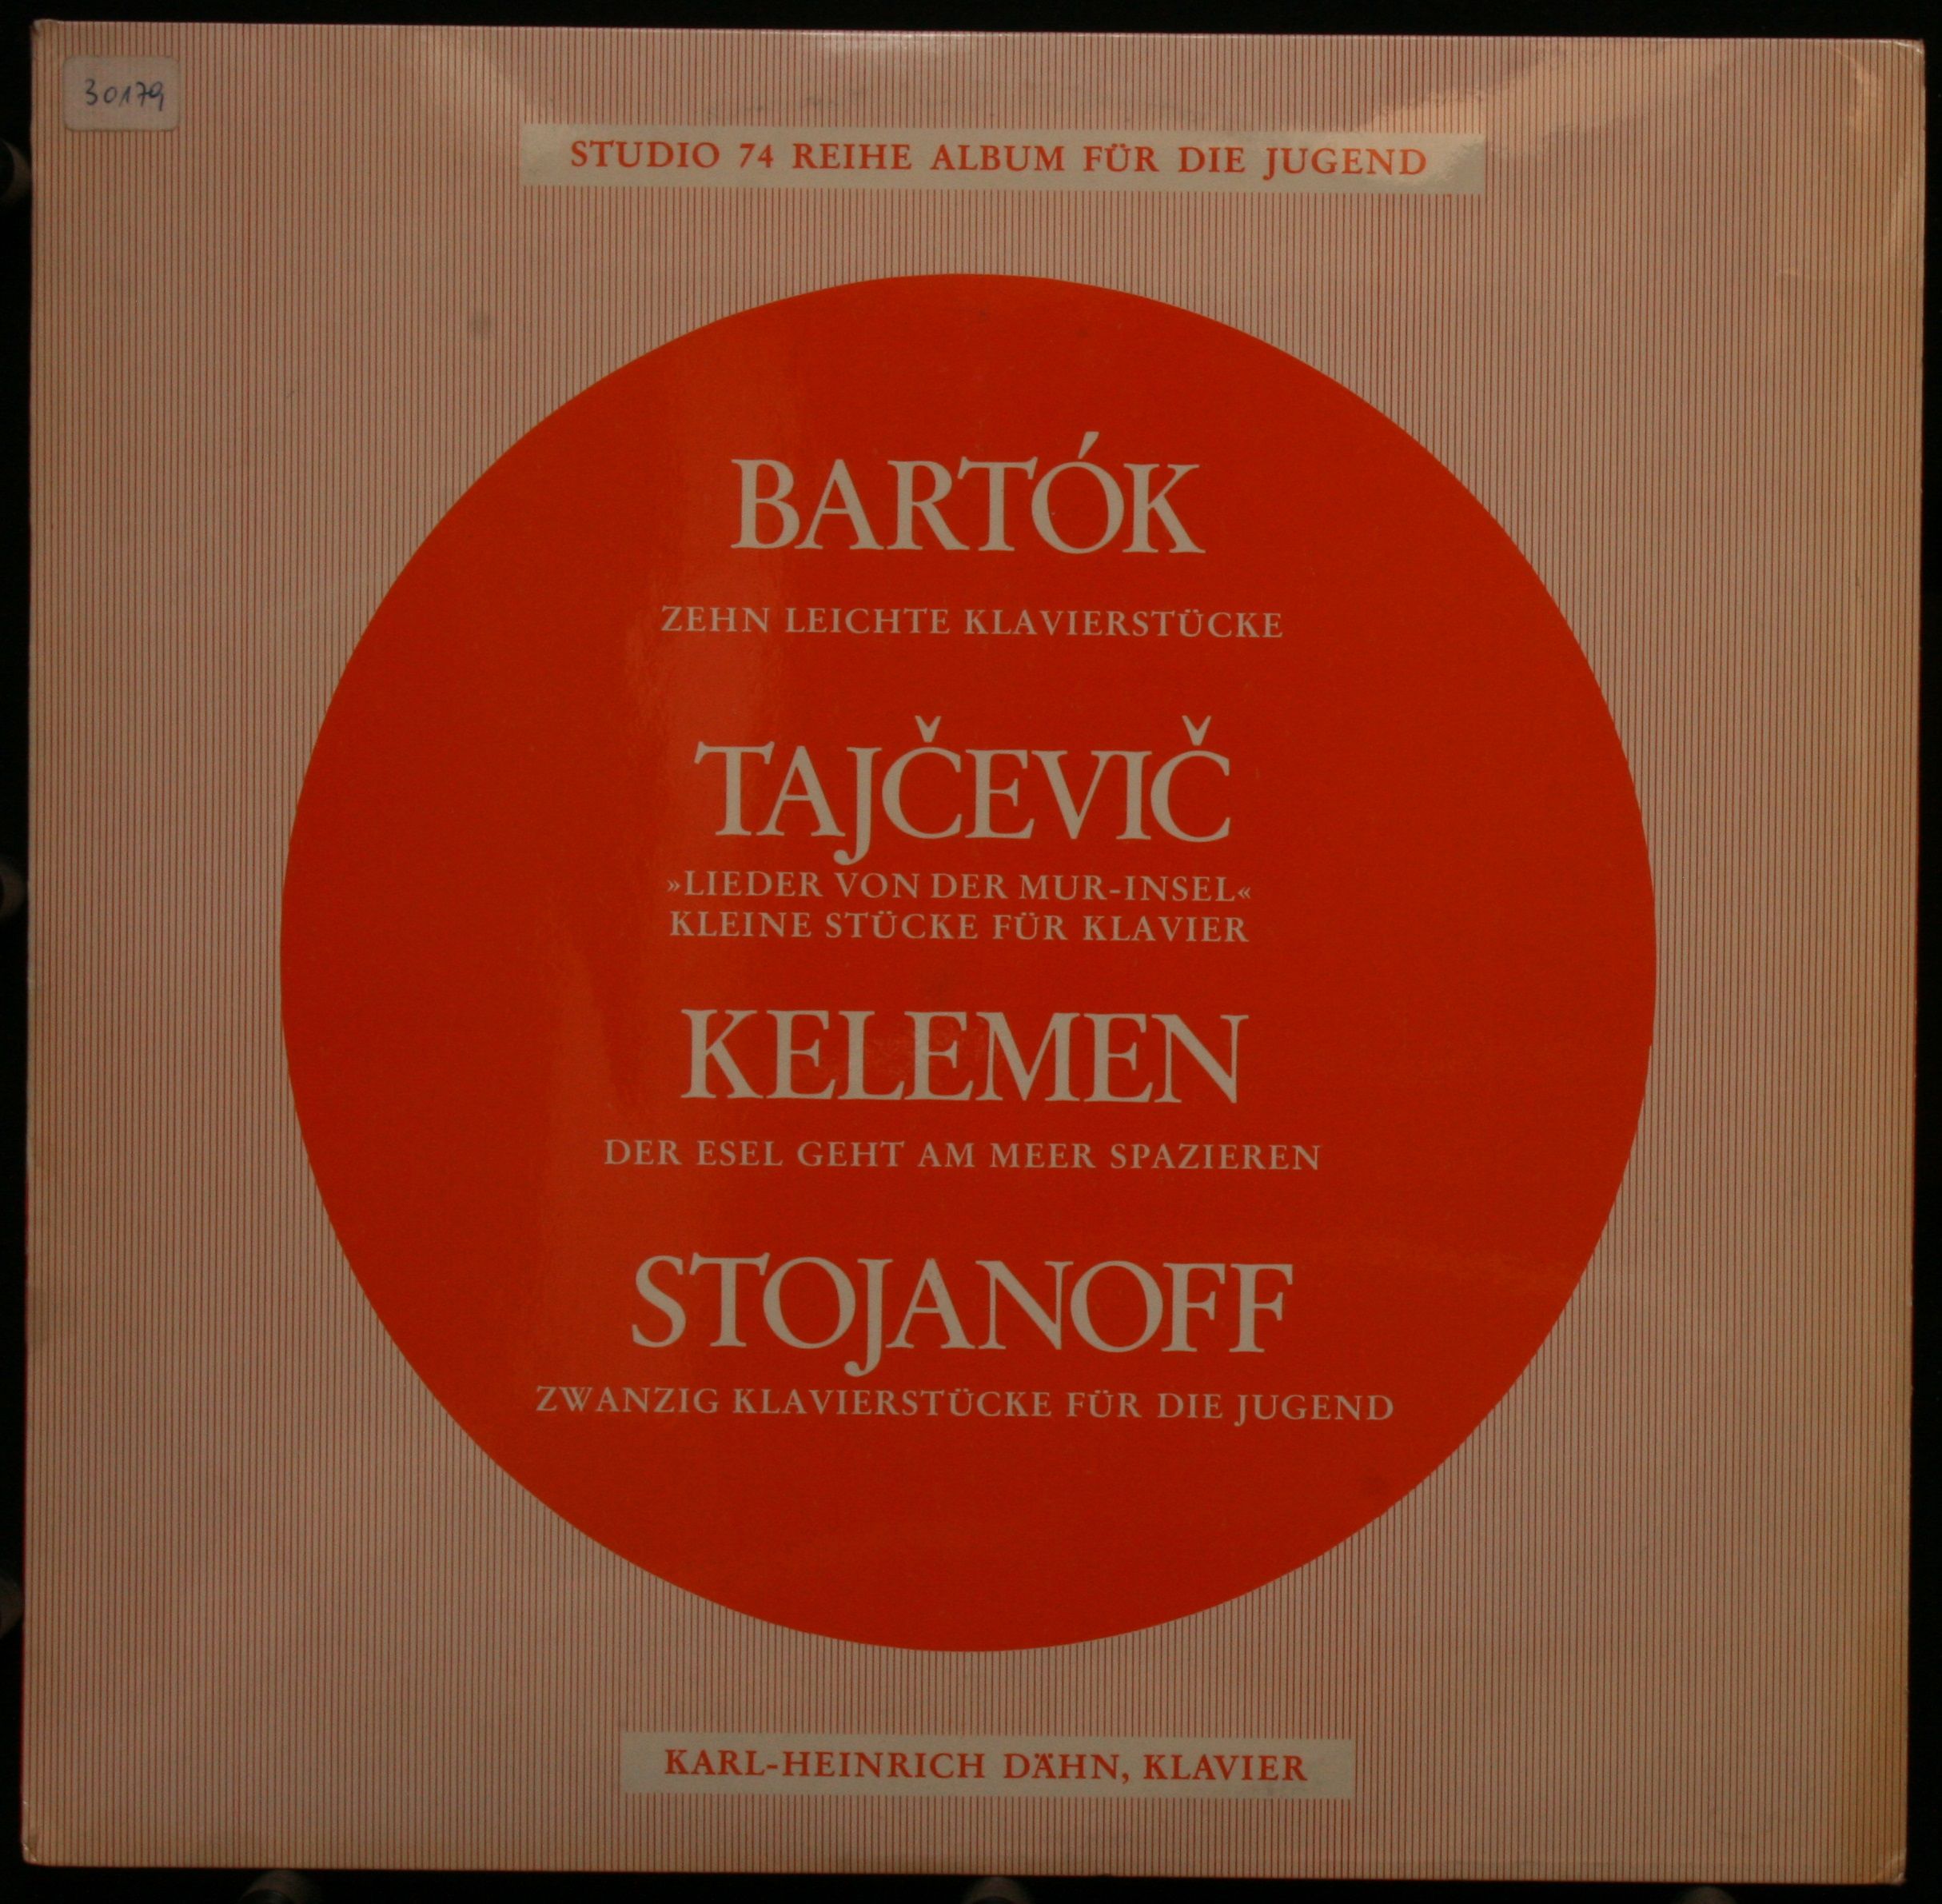 30179
STUDIO 74 REIHE ALBUM FÜR DIE JUGEND
BARTÓK
ZEHN LEICHTE KLAVIERSTÜCKE
TAJČEVIČ
»LIEDER VON DER MUR-INSEL«
KLEINE STÜCKE FÜR KLAVIER
KELEMEN
DER ESEL GEHT AM MEER SPAZIEREN
STOJANOFF
ZWANZIG KLAVIERSTÜCKE FÜR DIE JUGEND
KARL-HEINRICH DÄHN, KLAVIER